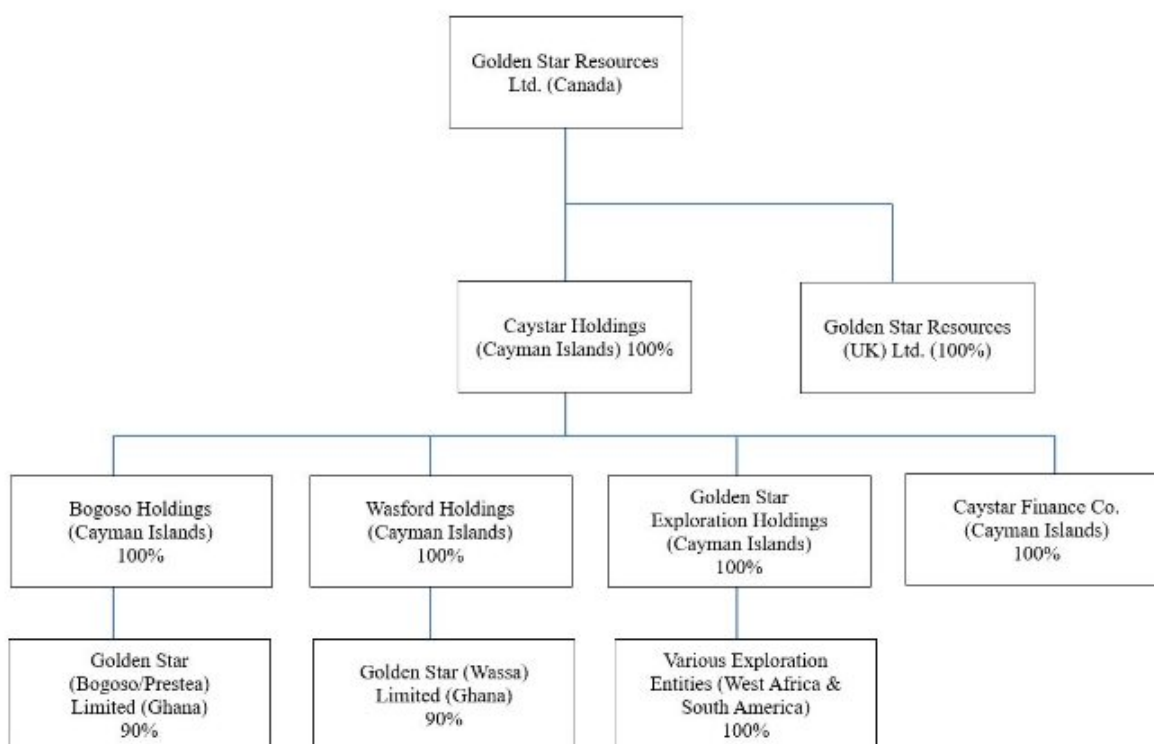 Golden Star Resources
Ltd. (Canada)
Caystar Holdings
(Cayman Islands) 100%
Golden Star Resources
(UK) Ltd. (100%)
Bogoso Holdings
(Cayman Islands)
100%
Wasford Holdings
(Cayman Islands)
100%
Golden Star
Exploration Holdings
(Cayman Islands)
100%
Caystar Finance Co.
(Cayman Islands)
100%
Golden Star
(Bogoso/Prestea)
Limited (Ghana)
90%
Golden Star (Wassa)
Limited (Ghana)
90%
Various Exploration
Entities (West Africa &
South America)
100%